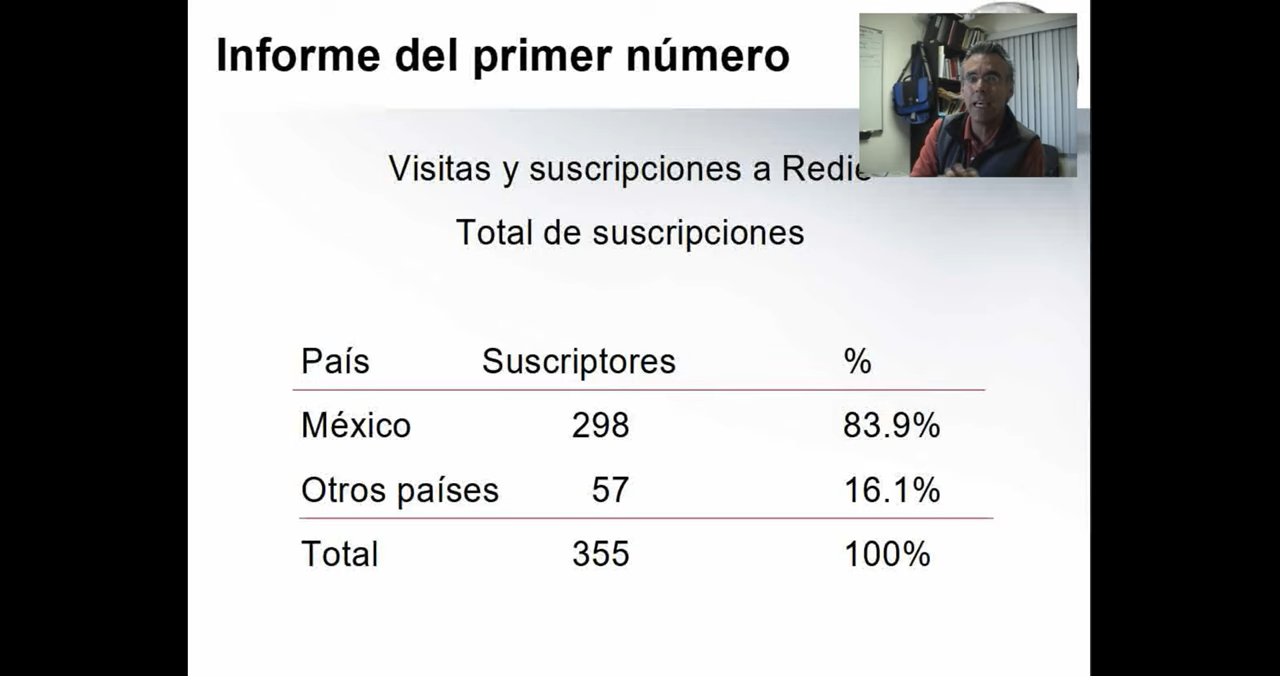 Informe del primer número
Visitas y suscripciones a Redie
Total de suscripciones
País Suscriptores %
México 298 83.9%
Otros países 57 16.1%
Total 355 100%